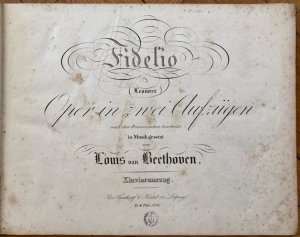 Fidelio
(Leonore)
Oper in zwei Aufzügen
nach dem Französischen bearbeitet
in Musik gesetzt
von
Louis van Beethoven.
Klavierauszug.
Bei Breitkopf & Härtel in Leipzig.